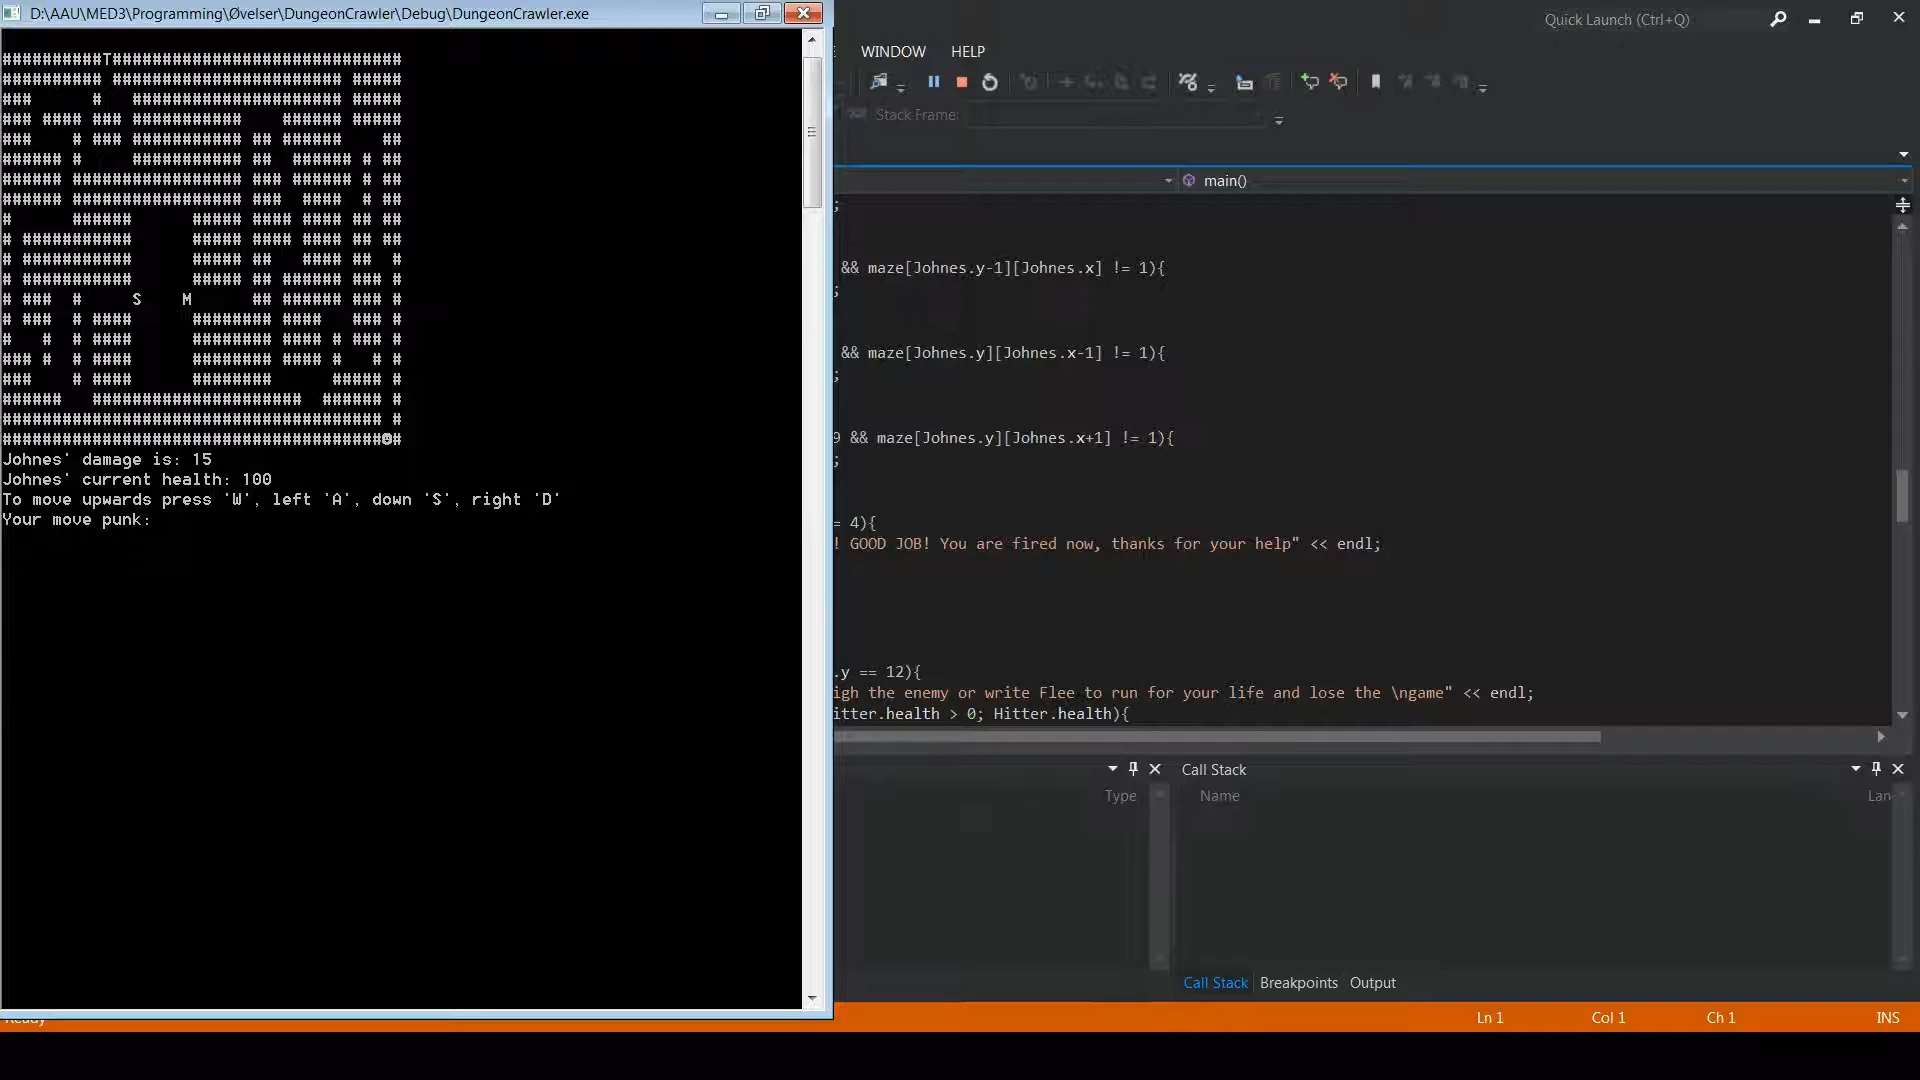 D:\AAU\MED3\Programming\Øvelser\DungeonCrawler\Debug\DungeonCrawler.exe
Quick Launch (Ctrl+Q)
WINDOW HELP
Stack Frame:
main()
##########T#############################
########## ####################### #####
###      #   ##################### #####
### #### ### ###########    ###### #####
###    # ### ########### ## ######    ##
###### #     ########### ##  ###### # ##
###### ################# ### ###### # ##
###### ################# ###  ####  # ##
#      ######      ##### #### #### ## ##
# ###########      ##### #### #### ## ##
# ###########      ##### ##   #### ##  #
# ###########      ##### ## ###### ### #
# ###  #     S    M      ## ###### ### #
# ###  # ####      ######## ####   ### #
#   #  # ####      ######## #### # ### #
### #  # ####      ######## #### #   # #
###    # ####      ########      ##### #
######   #####################  ###### #
###################################### #
######################################☻#
Johnes' damage is: 15
Johnes' current health: 100
To move upwards press 'W', left 'A', down 'S', right 'D'
Your move punk:
;
&& maze[Johnes.y-1][Johnes.x] != 1){
;
&& maze[Johnes.y][Johnes.x-1] != 1){
;
9 && maze[Johnes.y][Johnes.x+1] != 1){
;
= 4){
! GOOD JOB! You are fired now, thanks for your help" << endl;
.y == 12){
igh the enemy or write Flee to run for your life and lose the \ngame" << endl;
itter.health > 0; Hitter.health){
Call Stack
Type
Name
Lan
Call Stack Breakpoints Output
Ready
Ln 1 Col 1 Ch 1 INS